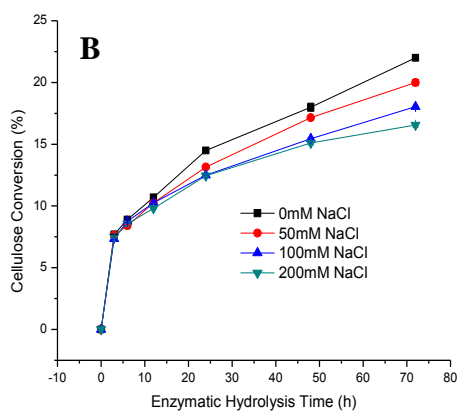 B
25
20
15
10
5
0
Cellulose Conversion (%)
0mM NaCl
50mM NaCl
100mM NaCl
200mM NaCl
-10 0 10 20 30 40 50 60 70 80
Enzymatic Hydrolysis Time (h)